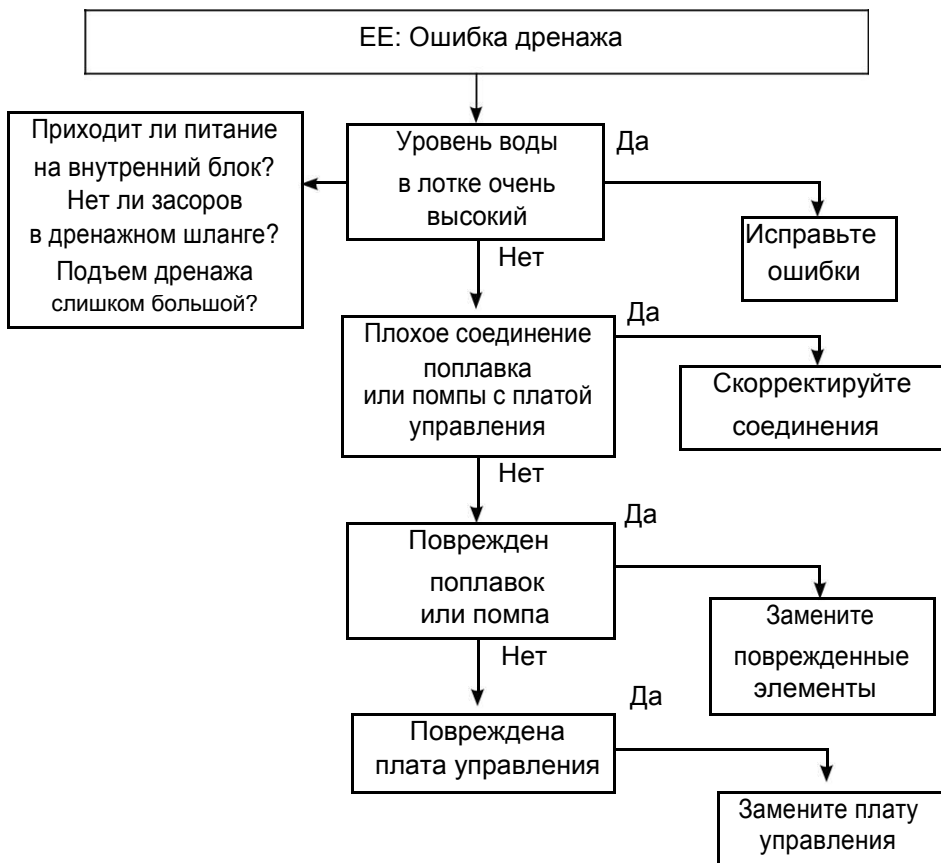 EE: Ошибка дренажа
Приходит ли питание
на внутренний блок?
Нет ли засоров
в дренажном шланге?
Подъем дренажа
слишком большой?
Уровень воды
в лотке очень
высокий
Да
Исправьте
ошибки
Нет
Плохое соединение
поплавка
или помпы с платой
управления
Да
Скорректируйте
соединения
Нет
Поврежден
поплавок
или помпа
Да
Замените
поврежденные
элементы
Нет
Повреждена
плата управления
Да
Замените плату
управления